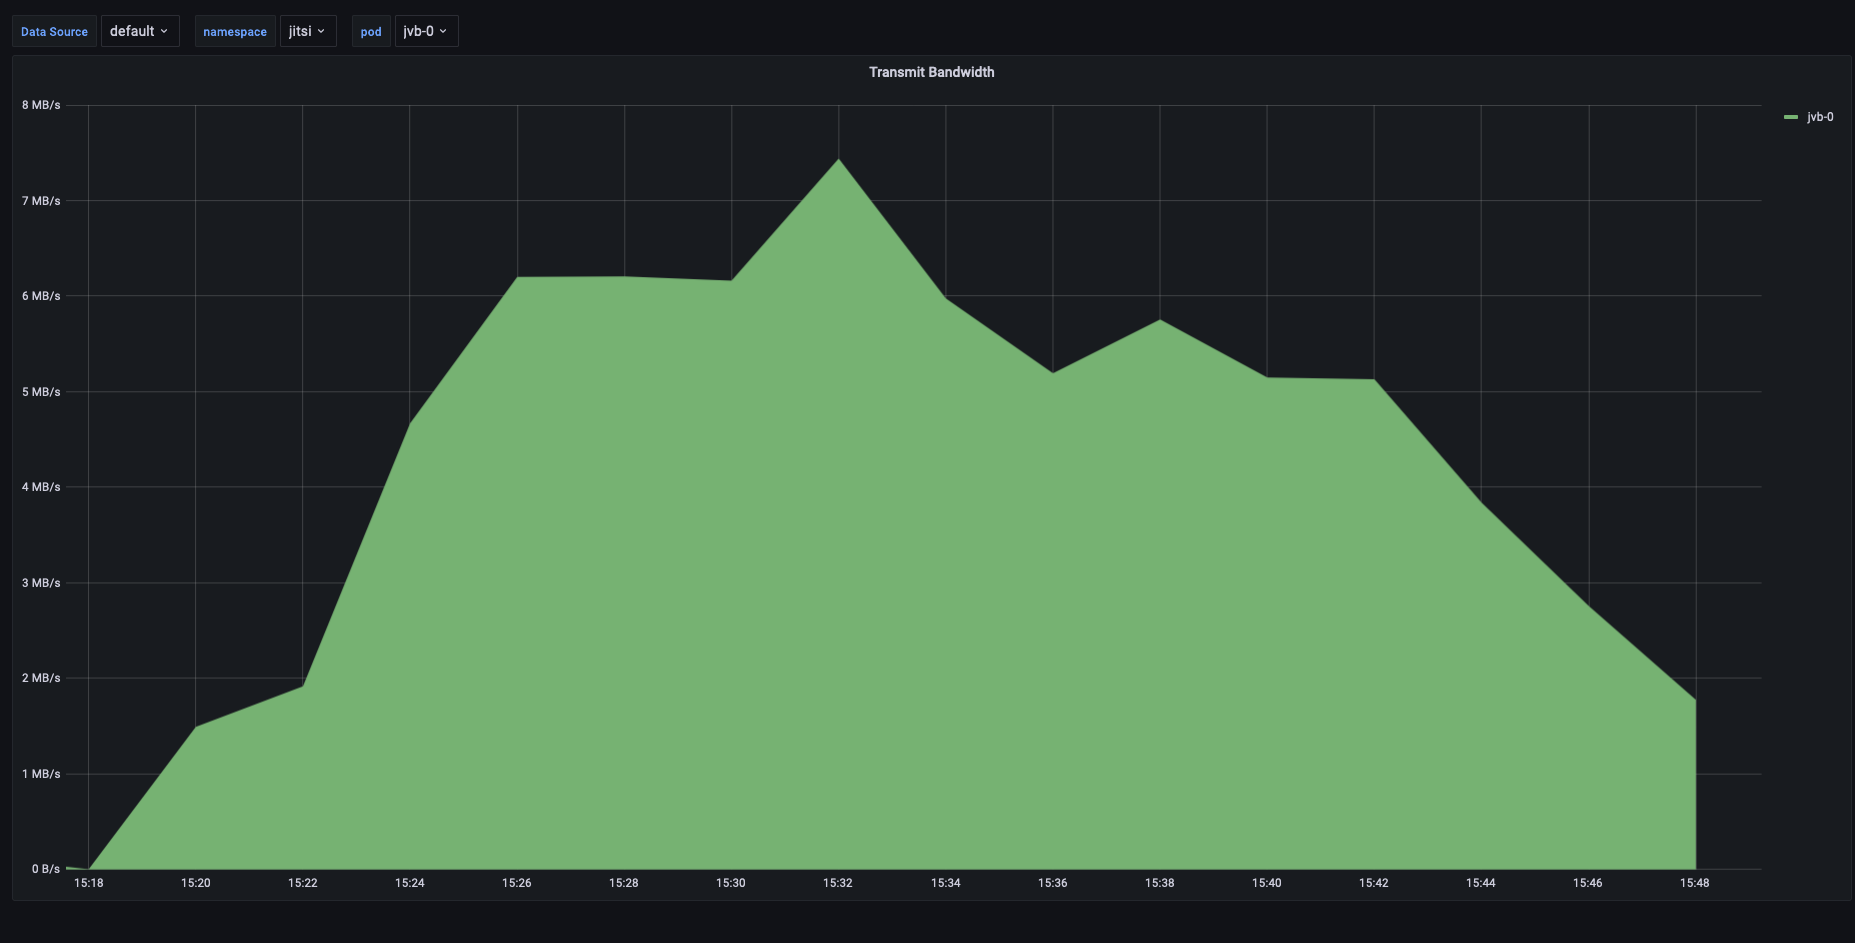 Data Source default namespace jitsi pod jvb-0
Transmit Bandwidth
8 MB/s
jvb-0
7 MB/s
6 MB/s
5 MB/s
4 MB/s
3 MB/s
2 MB/s
1 MB/s
0 B/s
15:18 15:20 15:22 15:24 15:26 15:28 15:30 15:32 15:34 15:36 15:38 15:40 15:42 15:44 15:46 15:48